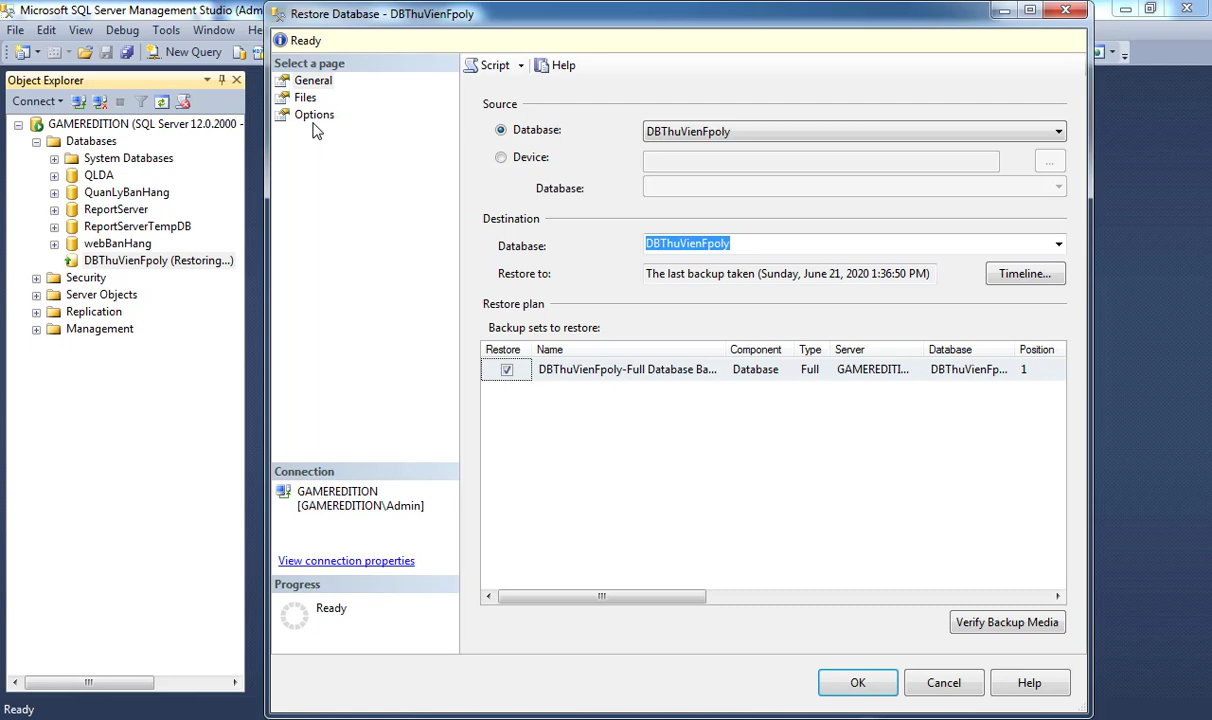 Microsoft SQL Server Management Studio (Adm
File Edit View Debug Tools Window He
New Query
Object Explorer
Connect
GAMEREDITION (SQL Server 12.0.2000 -
Databases
System Databases
QLDA
QuanLyBanHang
ReportServer
ReportServerTempDB
webBanHang
DBThuVienFpoly (Restoring...)
Security
Server Objects
Replication
Management
Ready
Restore Database - DBThuVienFpoly
Ready
Select a page
General
Files
Options
Connection
GAMEREDITION
[GAMEREDITION\Admin]
View connection properties
Progress
Ready
Script Help
Source
Database: DBThuVienFpoly
Device: ...
Database:
Destination
Database: DBThuVienFpoly
Restore to: The last backup taken (Sunday, June 21, 2020 1:36:50 PM) Timeline...
Restore plan
Backup sets to restore:
Restore Name Component Type Server Database Position
DBThuVienFpoly-Full Database Ba... Database Full GAMEREDITI... DBThuVienFp... 1
Verify Backup Media
OK Cancel Help